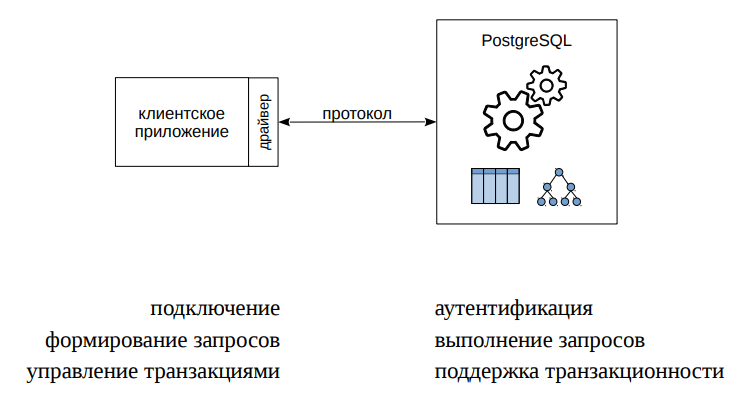 PostgreSQL
клиентское
приложение
драйвер
протокол
подключение
формирование запросов
управление транзакциями
аутентификация
выполнение запросов
поддержка транзакционности